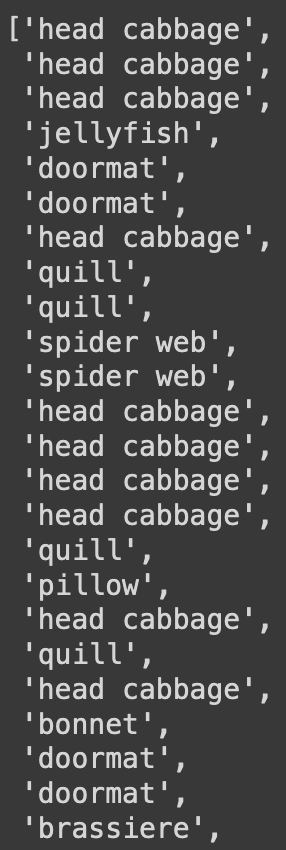 ['head cabbage',
'head cabbage',
'head cabbage',
'jellyfish',
'doormat',
'doormat',
'head cabbage',
'quill',
'quill',
'spider web',
'spider web',
'head cabbage',
'head cabbage',
'head cabbage',
'head cabbage',
'quill',
'pillow',
'head cabbage',
'quill',
'head cabbage',
'bonnet',
'doormat',
'doormat',
'brassiere',